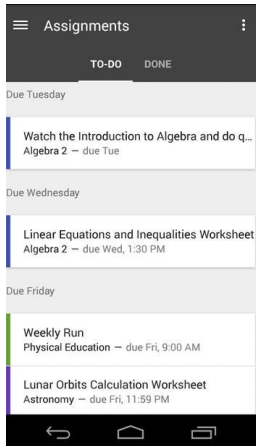 Assignments
TO-DO DONE
Due Tuesday
Watch the Introduction to Algebra and do q...
Algebra 2 — due Tue
Due Wednesday
Linear Equations and Inequalities Worksheet
Algebra 2 — due Wed, 1:30 PM
Due Friday
Weekly Run
Physical Education — due Fri, 9:00 AM
Lunar Orbits Calculation Worksheet
Astronomy — due Fri, 11:59 PM